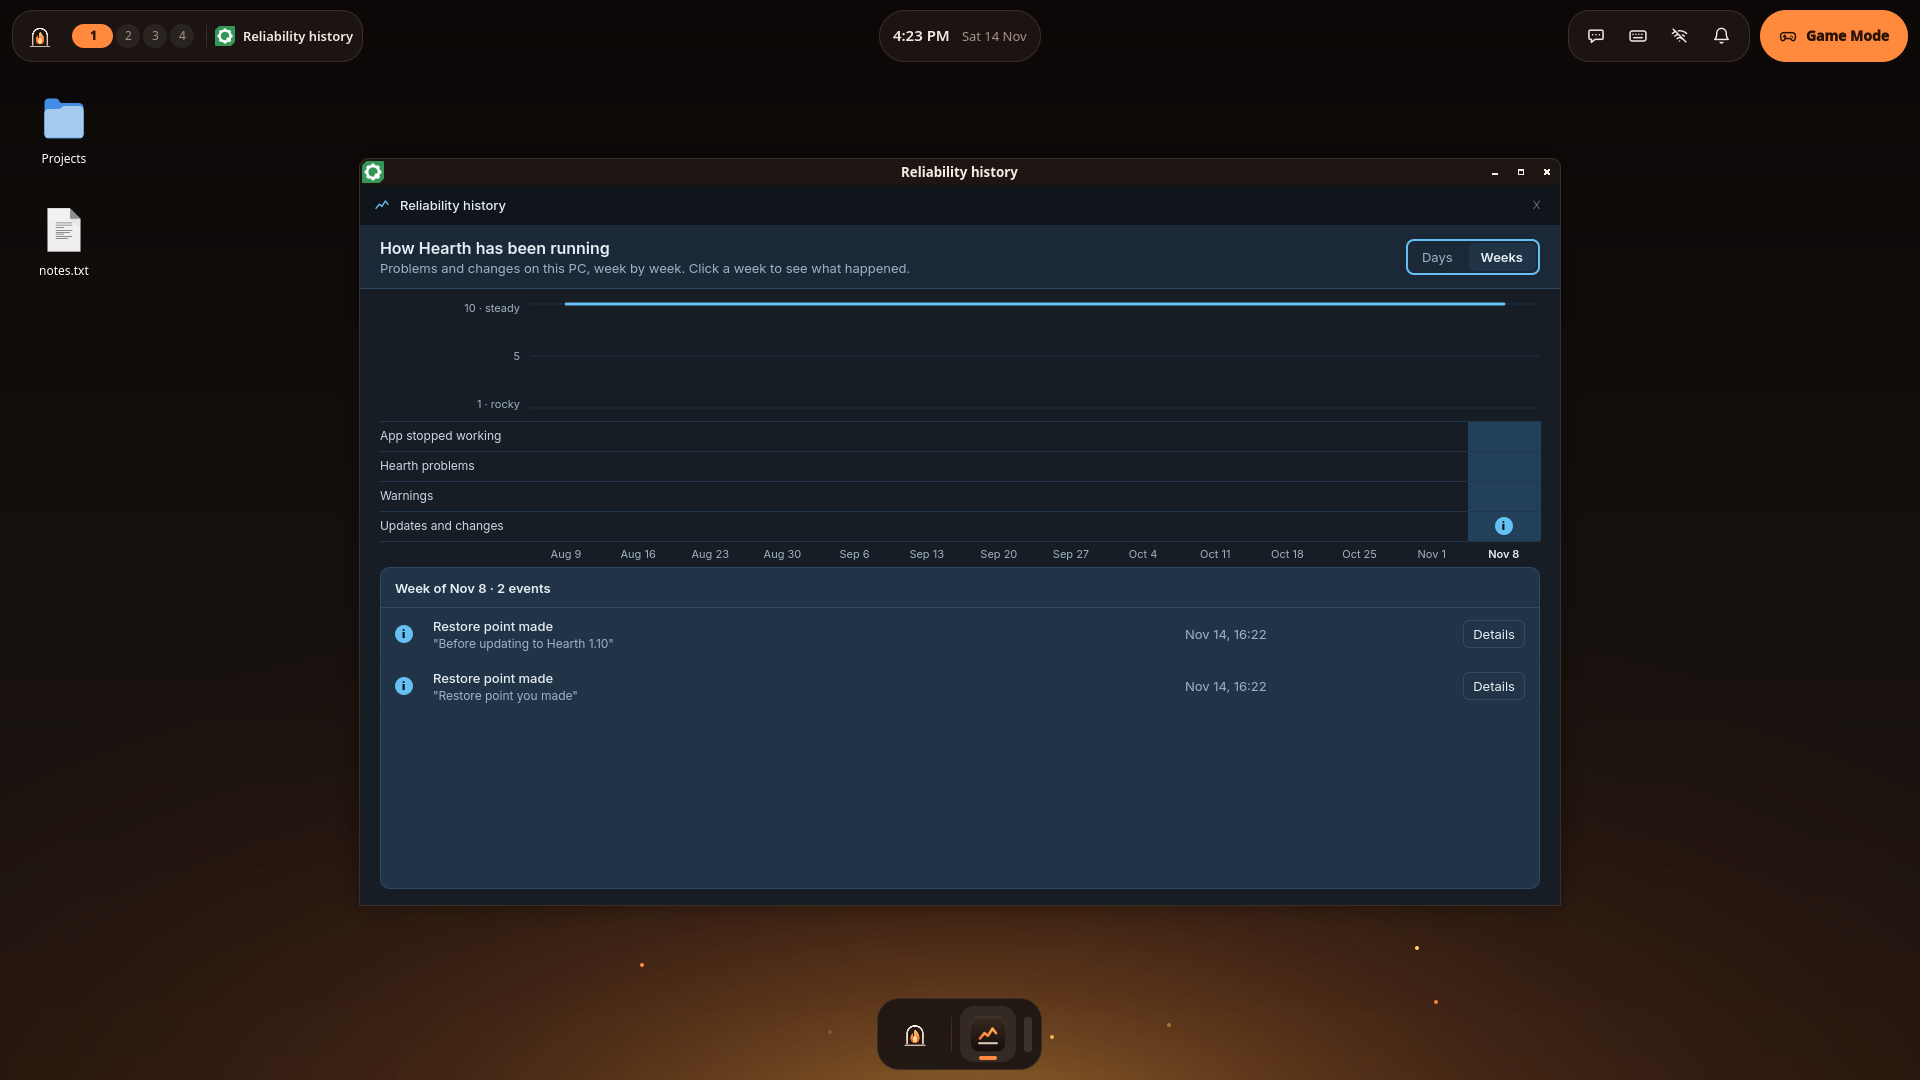 1 2 3 4 Reliability history
4:23 PM Sat 14 Nov
Game Mode
Projects
notes.txt
Reliability history
Reliability history X
How Hearth has been running
Problems and changes on this PC, week by week. Click a week to see what happened.
Days Weeks
10 · steady
5
1 · rocky
App stopped working
Hearth problems
Warnings
Updates and changes
Aug 9 Aug 16 Aug 23 Aug 30 Sep 6 Sep 13 Sep 20 Sep 27 Oct 4 Oct 11 Oct 18 Oct 25 Nov 1 Nov 8
Week of Nov 8 · 2 events
Restore point made
"Before updating to Hearth 1.10"
Nov 14, 16:22
Details
Restore point made
"Restore point you made"
Nov 14, 16:22
Details